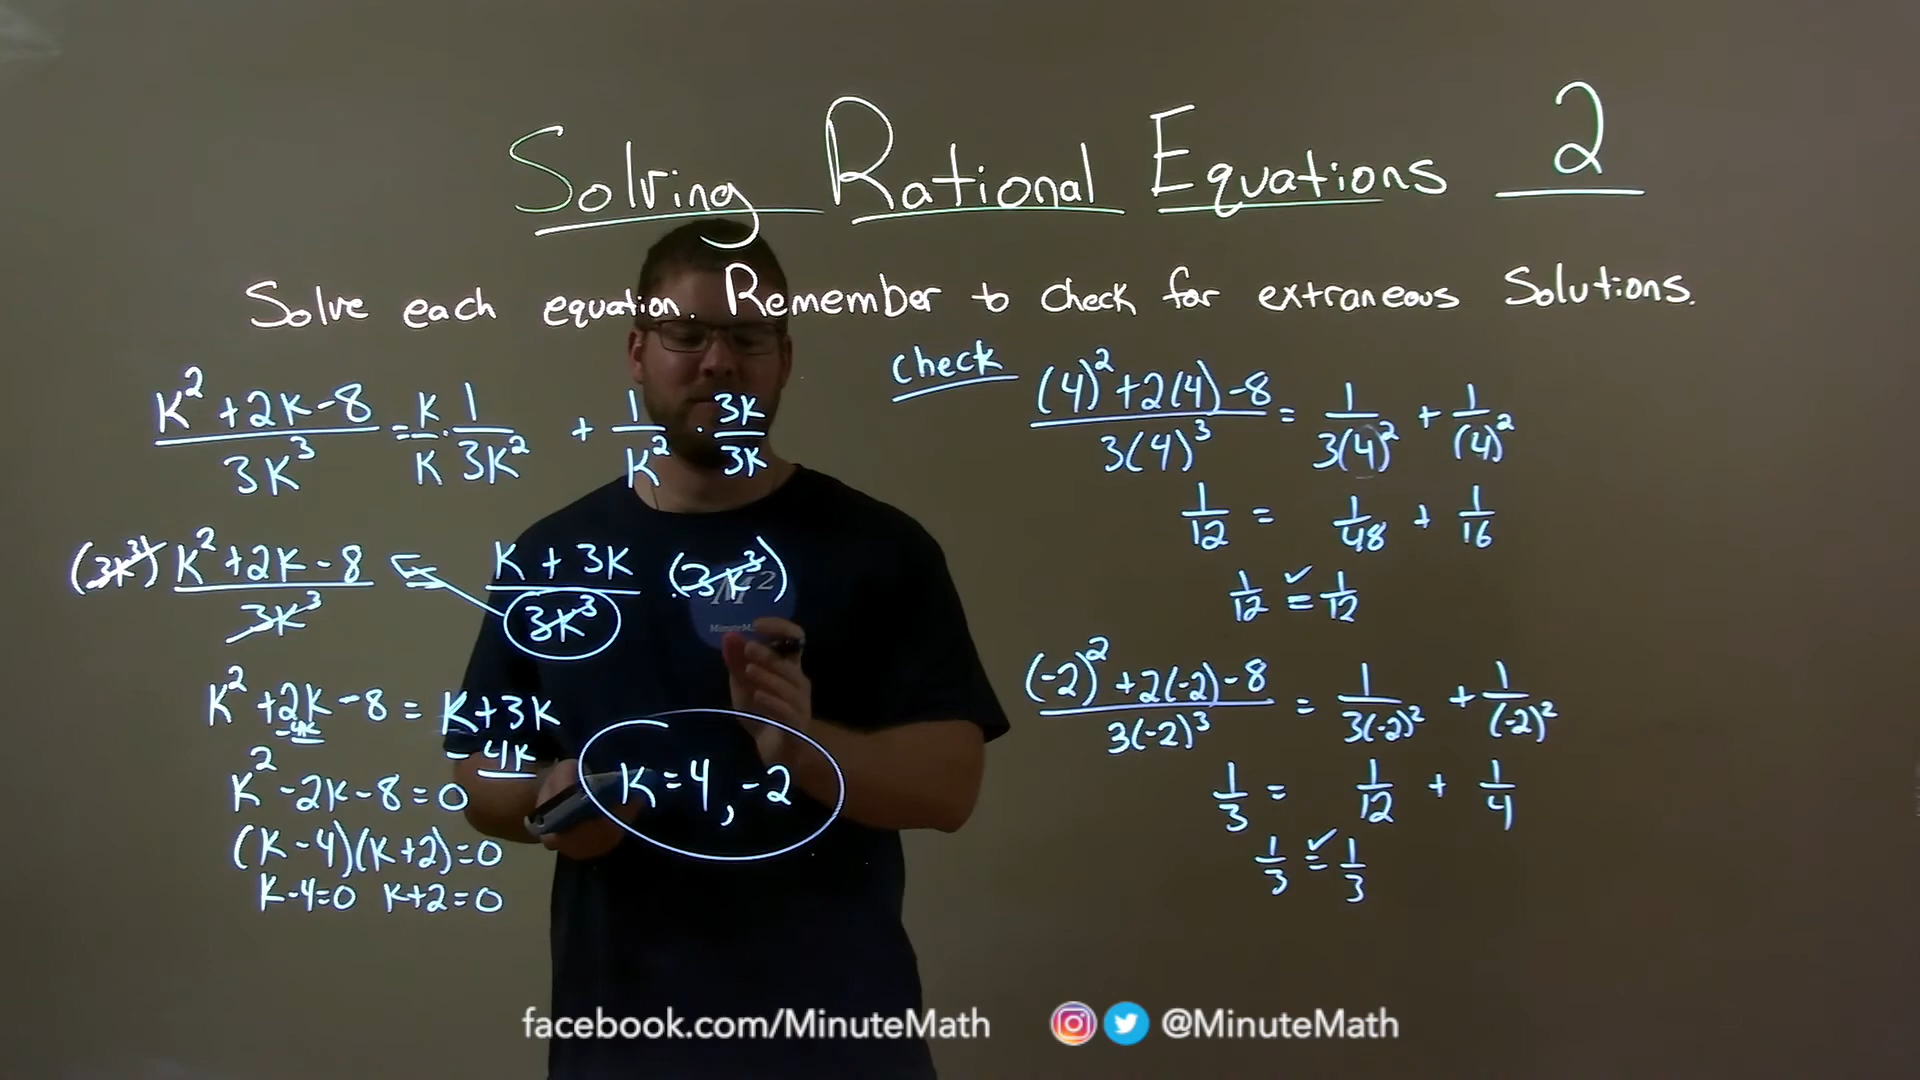 Solving Rational Equations 2
Solve each equation. Remember to check for extraneous solutions.
(K² + 2K - 8)/(3K³) = K/K · 1/(3K²) + 1/K² · 3K/3K
(3K³) (K² + 2K - 8)/(3K³) = (K + 3K)/(3K³) · (3K³)
K² + 2K - 8 = K + 3K
-4K - 4K
K² - 2K - 8 = 0
(K - 4)(K + 2) = 0
K - 4 = 0 K + 2 = 0
K = 4, -2
check
((4)² + 2(4) - 8)/(3(4)³) = 1/(3(4)²) + 1/(4)²
1/12 = 1/48 + 1/16
1/12 =✓ 1/12
((-2)² + 2(-2) - 8)/(3(-2)³) = 1/(3(-2)²) + 1/(-2)²
1/3 = 1/12 + 1/4
1/3 =✓ 1/3
M²
facebook.com/MinuteMath @MinuteMath